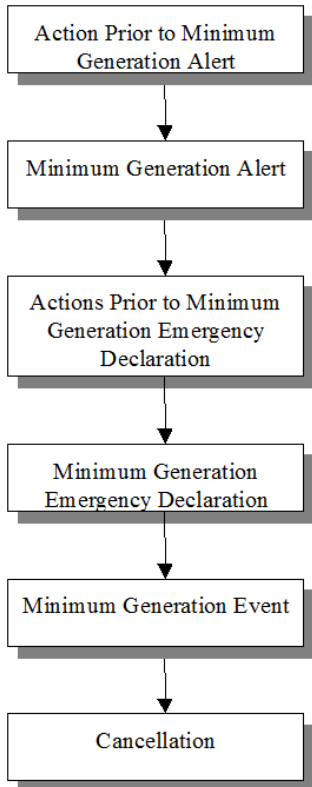 Action Prior to Minimum
Generation Alert
Minimum Generation Alert
Actions Prior to Minimum
Generation Emergency
Declaration
Minimum Generation
Emergency Declaration
Minimum Generation Event
Cancellation